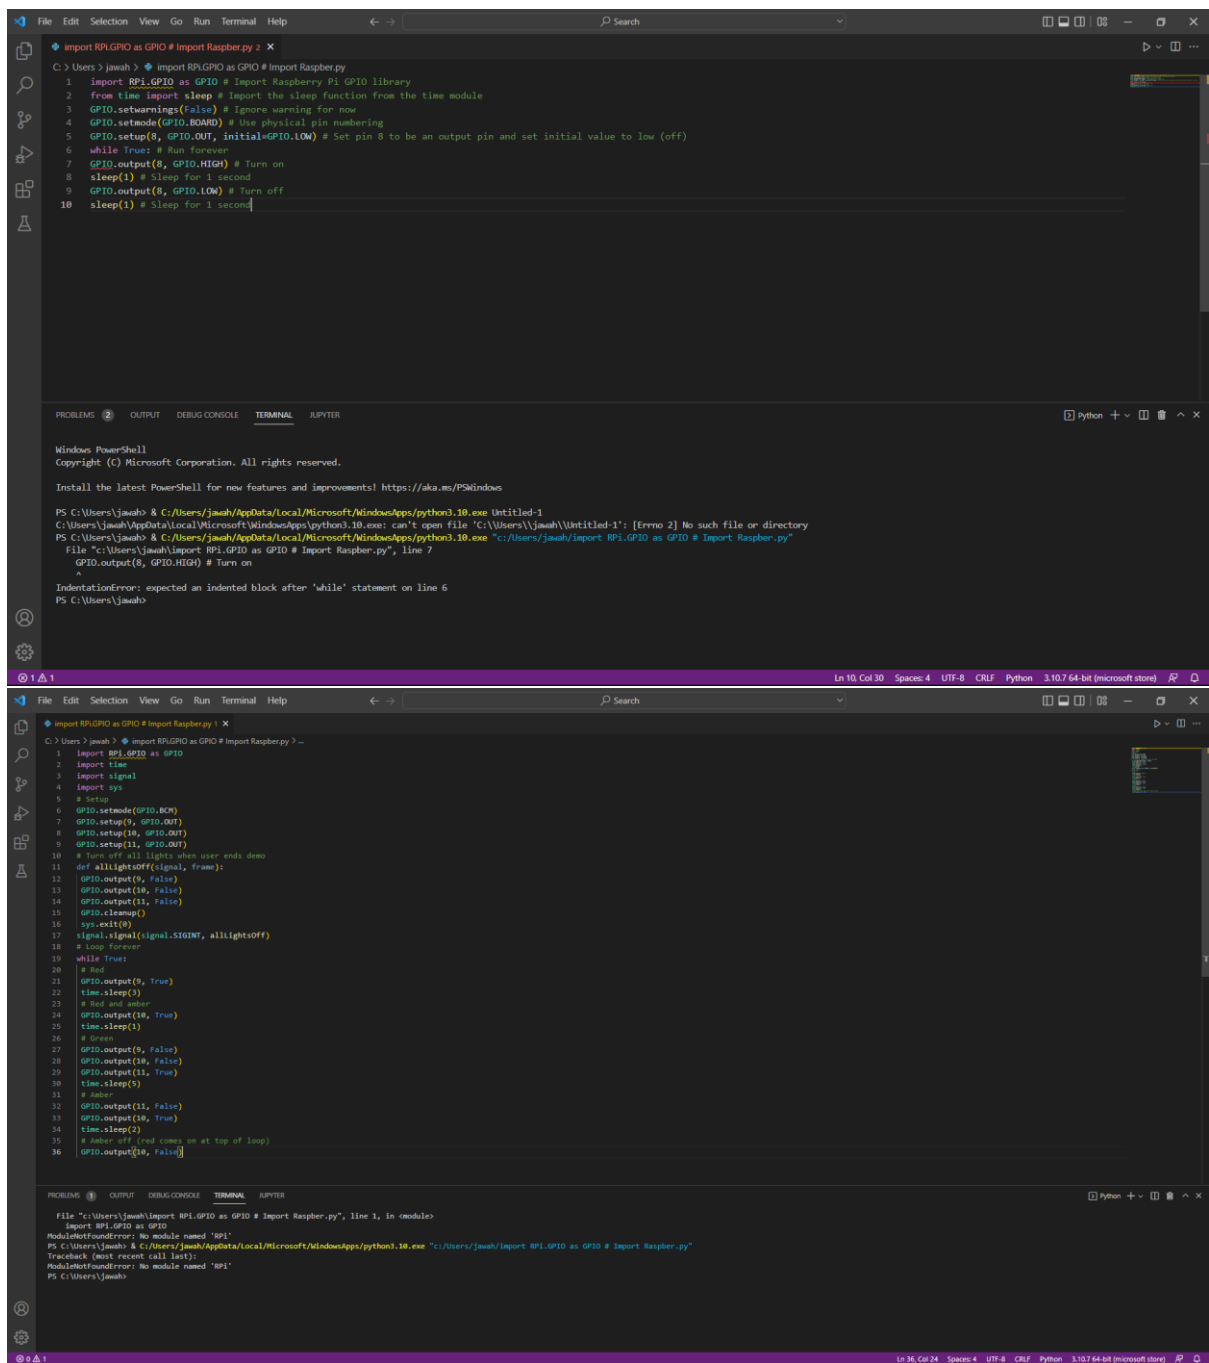 File Edit Selection View Go Run Terminal Help
Search
import RPi.GPIO as GPIO # Import Raspber.py 2
C: > Users > jawah > import RPi.GPIO as GPIO # Import Raspber.py
1 import RPi.GPIO as GPIO # Import Raspberry Pi GPIO library
2 from time import sleep # Import the sleep function from the time module
3 GPIO.setwarnings(False) # Ignore warning for now
4 GPIO.setmode(GPIO.BOARD) # Use physical pin numbering
5 GPIO.setup(8, GPIO.OUT, initial=GPIO.LOW) # Set pin 8 to be an output pin and set initial value to low (off)
6 while True: # Run forever
7 GPIO.output(8, GPIO.HIGH) # Turn on
8 sleep(1) # Sleep for 1 second
9 GPIO.output(8, GPIO.LOW) # Turn off
10 sleep(1) # Sleep for 1 second
PROBLEMS 2 OUTPUT DEBUG CONSOLE TERMINAL JUPYTER
Python
Windows PowerShell
Copyright (C) Microsoft Corporation. All rights reserved.
Install the latest PowerShell for new features and improvements! https://aka.ms/PSWindows
PS C:\Users\jawah> & C:/Users/jawah/AppData/Local/Microsoft/WindowsApps/python3.10.exe Untitled-1
C:\Users\jawah\AppData\Local\Microsoft\WindowsApps\python3.10.exe: can't open file 'C:\\Users\\jawah\\Untitled-1': [Errno 2] No such file or directory
PS C:\Users\jawah> & C:/Users/jawah/AppData/Local/Microsoft/WindowsApps/python3.10.exe "c:/Users/jawah/import RPi.GPIO as GPIO # Import Raspber.py"
File "c:\Users\jawah\import RPi.GPIO as GPIO # Import Raspber.py", line 7
GPIO.output(8, GPIO.HIGH) # Turn on
^
IndentationError: expected an indented block after 'while' statement on line 6
PS C:\Users\jawah>
1 1 Ln 10, Col 30 Spaces: 4 UTF-8 CRLF Python 3.10.7 64-bit (microsoft store)
File Edit Selection View Go Run Terminal Help
Search
import RPi.GPIO as GPIO # Import Raspber.py 1
C: > Users > jawah > import RPi.GPIO as GPIO # Import Raspber.py > ...
1 import RPi.GPIO as GPIO
2 import time
3 import signal
4 import sys
5 # Setup
6 GPIO.setmode(GPIO.BCM)
7 GPIO.setup(9, GPIO.OUT)
8 GPIO.setup(10, GPIO.OUT)
9 GPIO.setup(11, GPIO.OUT)
10 # Turn off all lights when user ends demo
11 def allLightsOff(signal, frame):
12 GPIO.output(9, False)
13 GPIO.output(10, False)
14 GPIO.output(11, False)
15 GPIO.cleanup()
16 sys.exit(0)
17 signal.signal(signal.SIGINT, allLightsOff)
18 # Loop forever
19 while True:
20 # Red
21 GPIO.output(9, True)
22 time.sleep(3)
23 # Red and amber
24 GPIO.output(10, True)
25 time.sleep(1)
26 # Green
27 GPIO.output(9, False)
28 GPIO.output(10, False)
29 GPIO.output(11, True)
30 time.sleep(5)
31 # Amber
32 GPIO.output(11, False)
33 GPIO.output(10, True)
34 time.sleep(2)
35 # Amber off (red comes on at top of loop)
36 GPIO.output(10, False)
PROBLEMS 1 OUTPUT DEBUG CONSOLE TERMINAL JUPYTER
Python
File "c:\Users\jawah\import RPi.GPIO as GPIO # Import Raspber.py", line 1, in <module>
import RPi.GPIO as GPIO
ModuleNotFoundError: No module named 'RPi'
PS C:\Users\jawah> & C:/Users/jawah/AppData/Local/Microsoft/WindowsApps/python3.10.exe "c:/Users/jawah/import RPi.GPIO as GPIO # Import Raspber.py"
Traceback (most recent call last):
ModuleNotFoundError: No module named 'RPi'
PS C:\Users\jawah>
0 1 Ln 36, Col 24 Spaces: 4 UTF-8 CRLF Python 3.10.7 64-bit (microsoft store)